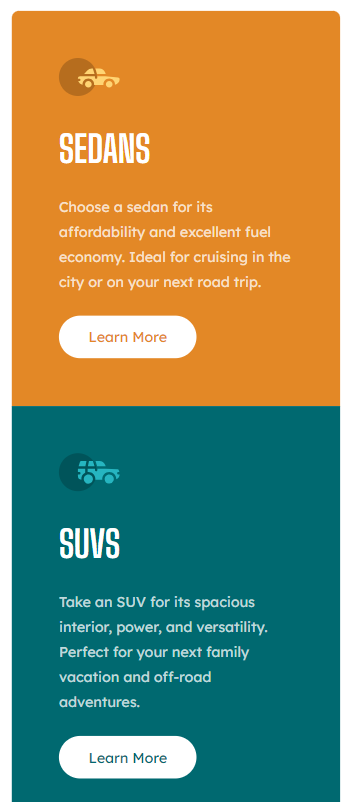 SEDANS
Choose a sedan for its
affordability and excellent fuel
economy. Ideal for cruising in the
city or on your next road trip.
Learn More
SUVS
Take an SUV for its spacious
interior, power, and versatility.
Perfect for your next family
vacation and off-road
adventures.
Learn More